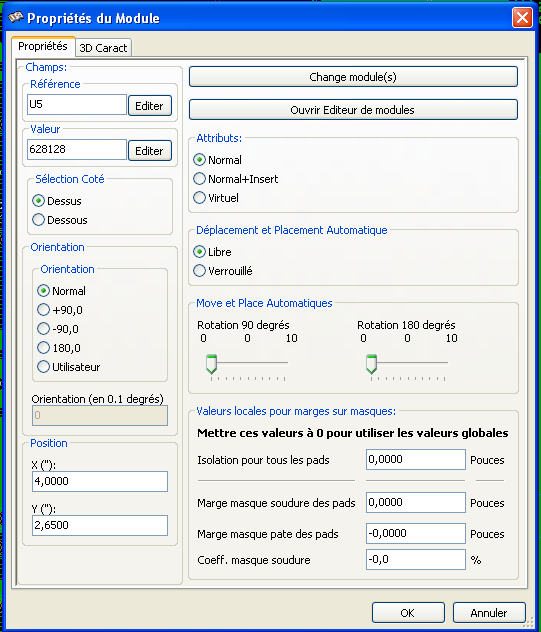 Propriétés du Module
Propriétés
3D Caract
Champs:
Référence
U5
Editer
Valeur
628128
Editer
Sélection Coté
Dessus
Dessous
Orientation
Orientation
Normal
+90,0
-90,0
180,0
Utilisateur
Orientation (en 0.1 degrés)
0
Position
X ("):
4,0000
Y ("):
2,6500
Change module(s)
Ouvrir Editeur de modules
Attributs:
Normal
Normal+Insert
Virtuel
Déplacement et Placement Automatique
Libre
Verrouillé
Move et Place Automatiques
Rotation 90 degrés
0 0 10
Rotation 180 degrés
0 0 10
Valeurs locales pour marges sur masques:
Mettre ces valeurs à 0 pour utiliser les valeurs globales
Isolation pour tous les pads 0,0000 Pouces
Marge masque soudure des pads 0,0000 Pouces
Marge masque pate des pads -0,0000 Pouces
Coeff. masque soudure -0,0 %
OK
Annuler